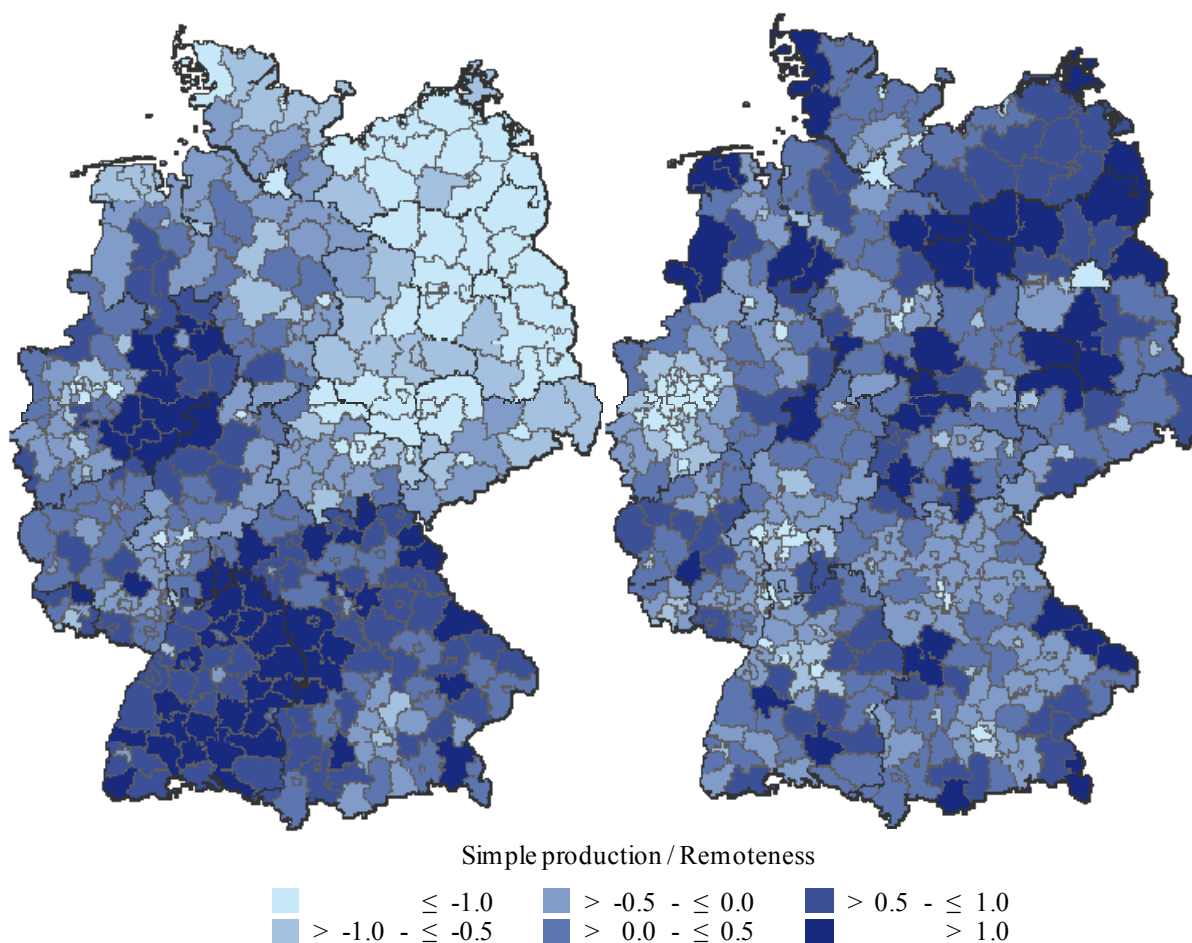 Simple production / Remoteness
≤ -1.0 > -0.5 - ≤ 0.0 > 0.5 - ≤ 1.0
> -1.0 - ≤ -0.5 > 0.0 - ≤ 0.5 > 1.0